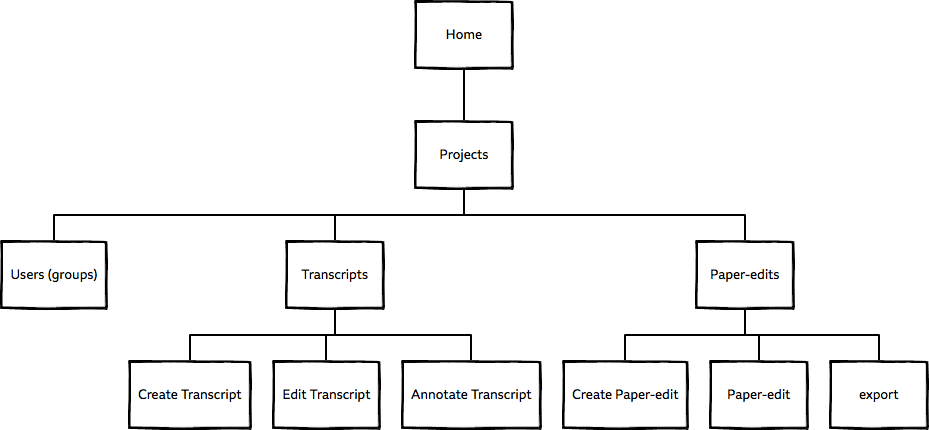 Home
Projects
Users (groups)
Transcripts
Paper-edits
Create Transcript
Edit Transcript
Annotate Transcript
Create Paper-edit
Paper-edit
export